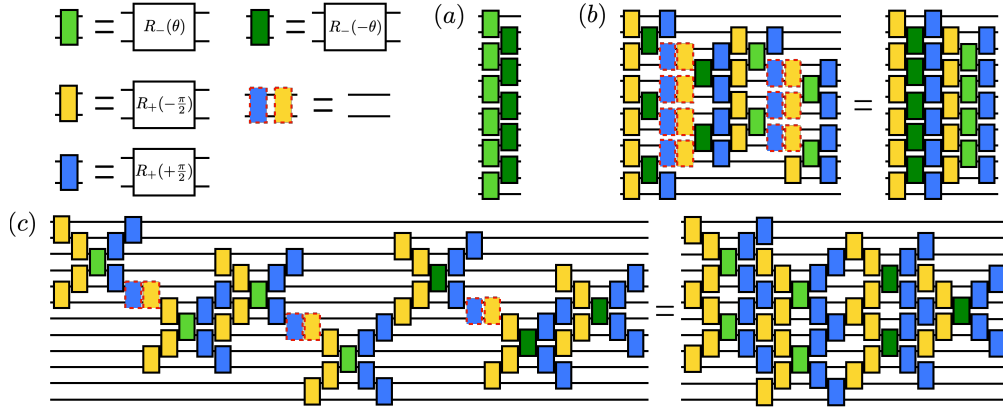 = R₋(θ) = R₋(−θ)
= R₊(−π/2) =
= R₊(+π/2)
(a)
(b)
=
(c)
=